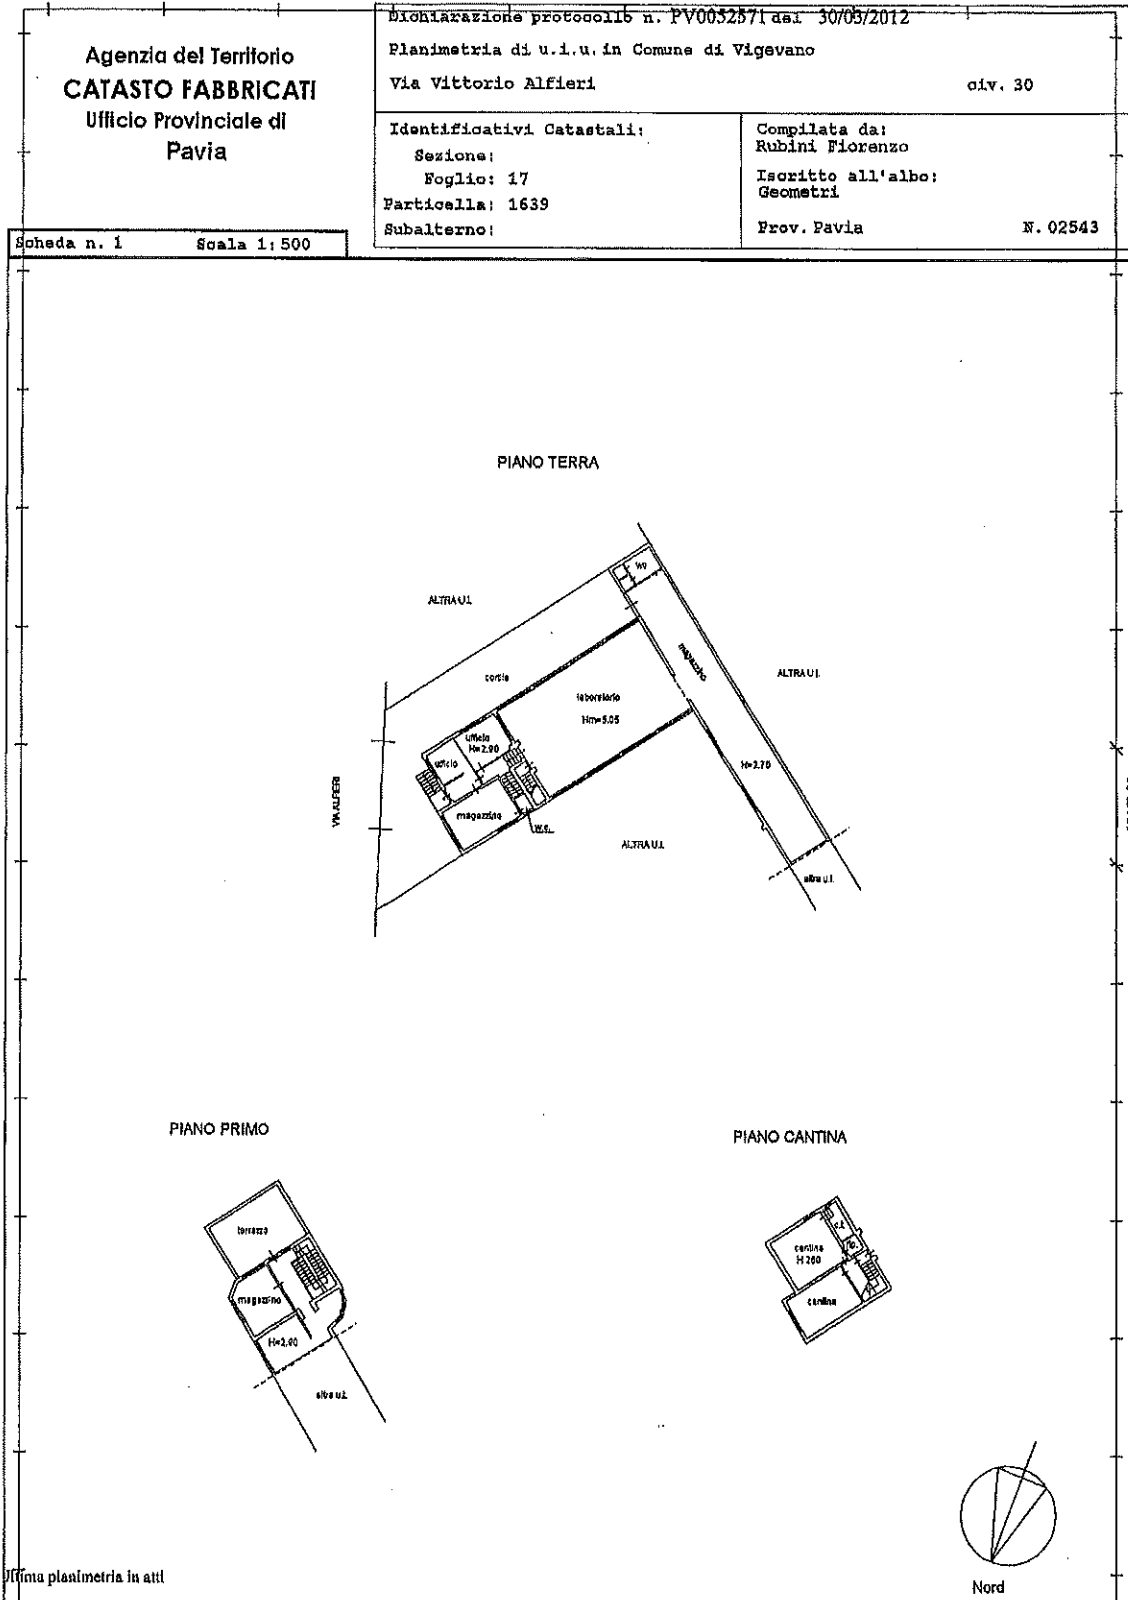 Agenzia del Territorio
CATASTO FABBRICATI
Ufficio Provinciale di
Pavia
Dichiarazione protocollo n. PV0052571 del 30/03/2012
Planimetria di u.i.u. in Comune di Vigevano
Via Vittorio Alfieri civ. 30
Identificativi Catastali:
Sezione:
Foglio: 17
Particella: 1639
Subalterno:
Compilata da:
Rubini Fiorenzo
Iscritto all'albo:
Geometri
Prov. Pavia N. 02543
Scheda n. 1 Scala 1:500
PIANO TERRA
ALTRA U.I.
cortile
magazzino
ALTRA U.I.
laboratorio
Hm=5.05
ufficio
H=2.90
ufficio
H=2.70
VIA ALFIERI
magazzino
w.c.
ALTRA U.I.
altra u.i.
PIANO PRIMO
terrazzo
magazzino
H=2.90
altra u.i.
PIANO CANTINA
c.t.
cantina
H 260
rip.
cantina
Nord
Ultima planimetria in atti